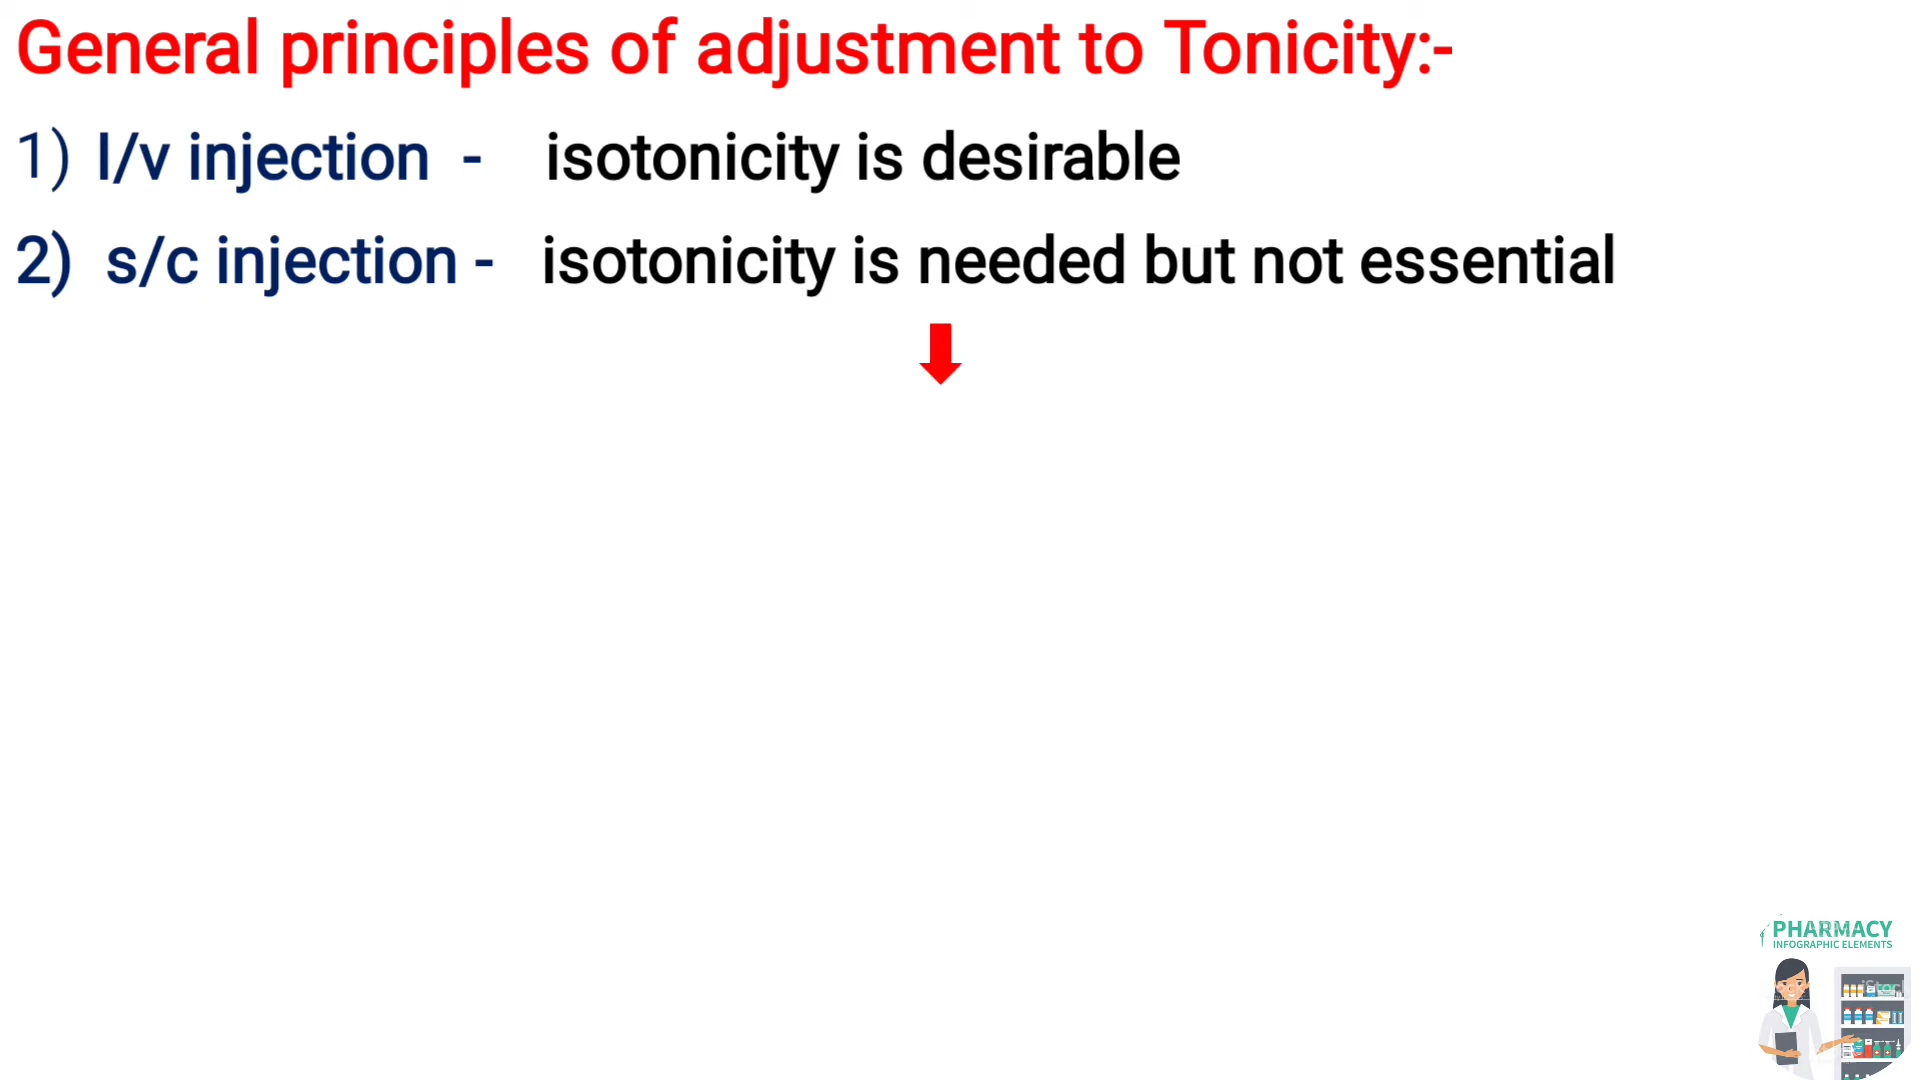 General principles of adjustment to Tonicity:-
1) I/v injection - isotonicity is desirable
2) s/c injection - isotonicity is needed but not essential
PHARMACY
INFOGRAPHIC ELEMENTS
iStock